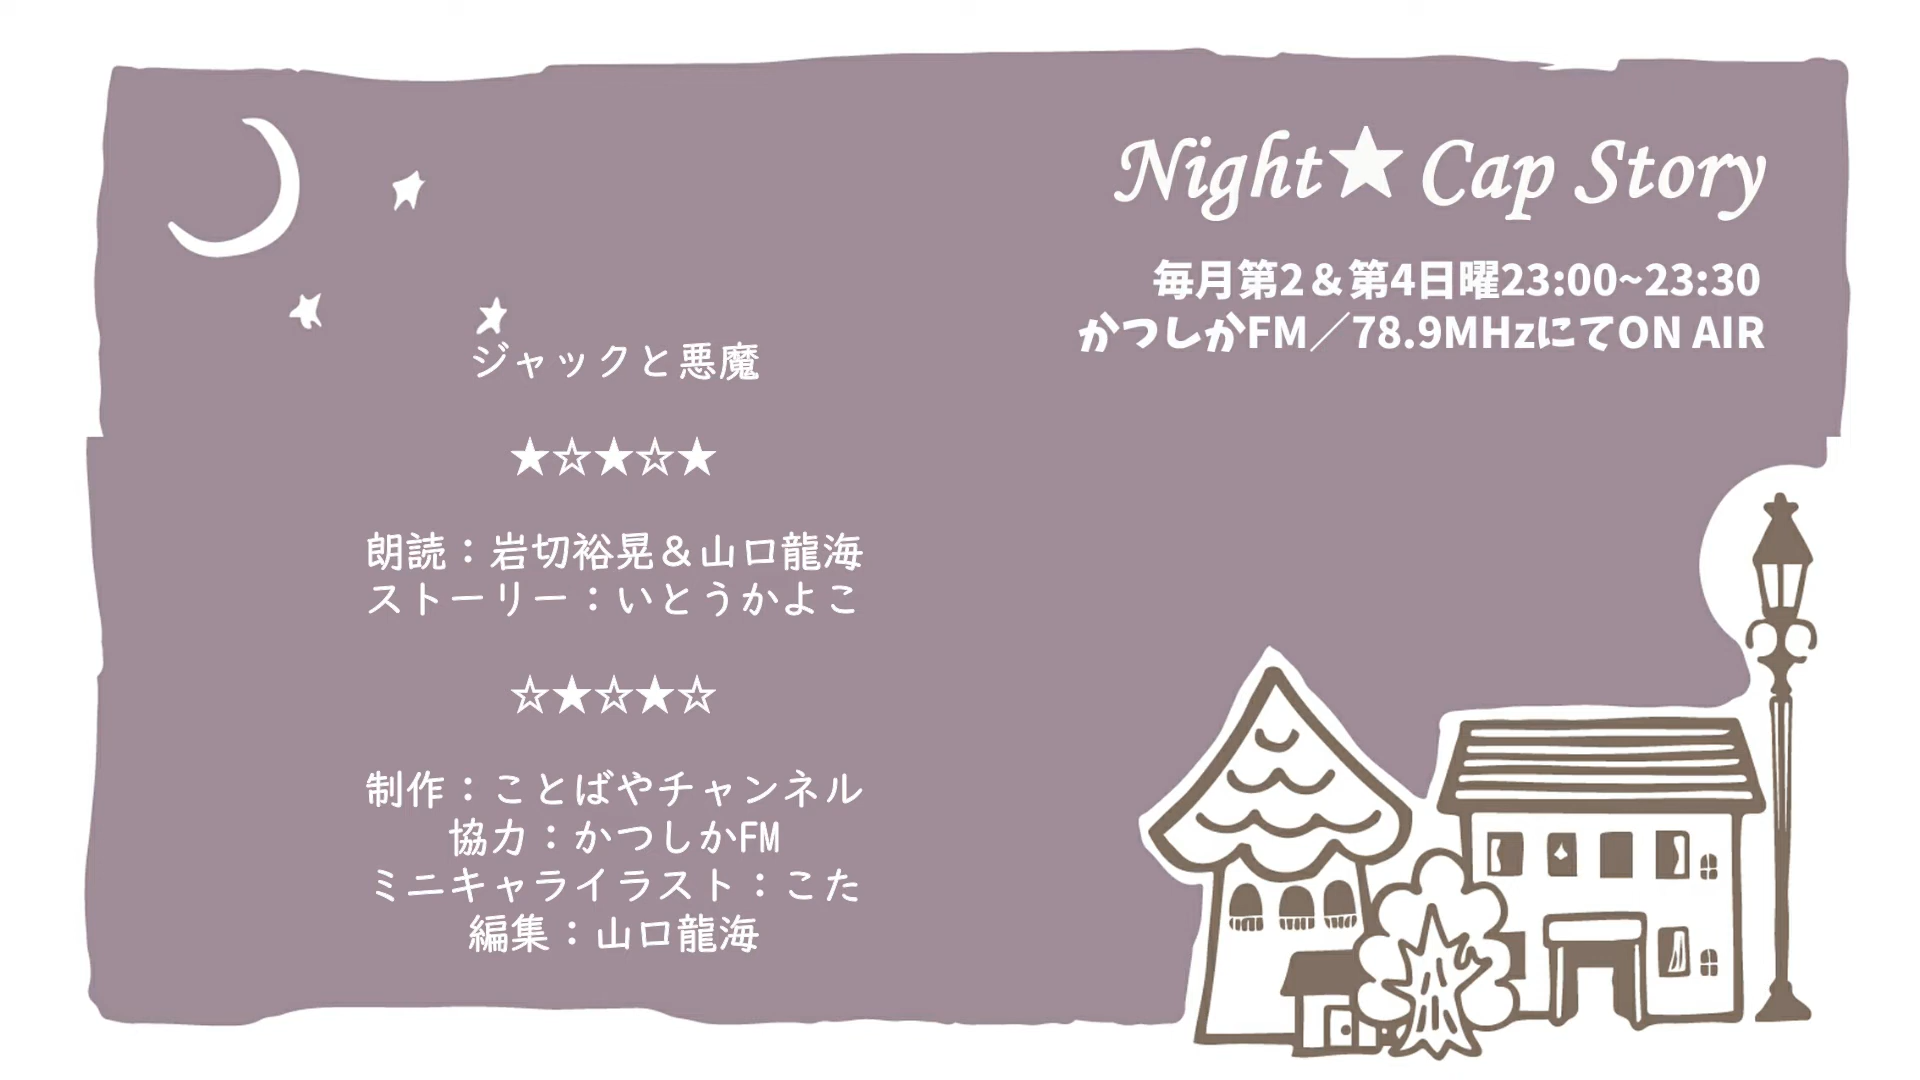 Night★Cap Story
毎月第2＆第4日曜23:00~23:30
かつしかFM／78.9MHzにてON AIR
ジャックと悪魔
★☆★☆★
朗読：岩切裕晃＆山口龍海
ストーリー：いとうかよこ
☆★☆★☆
制作：ことばやチャンネル
協力：かつしかFM
ミニキャライラスト：こた
編集：山口龍海